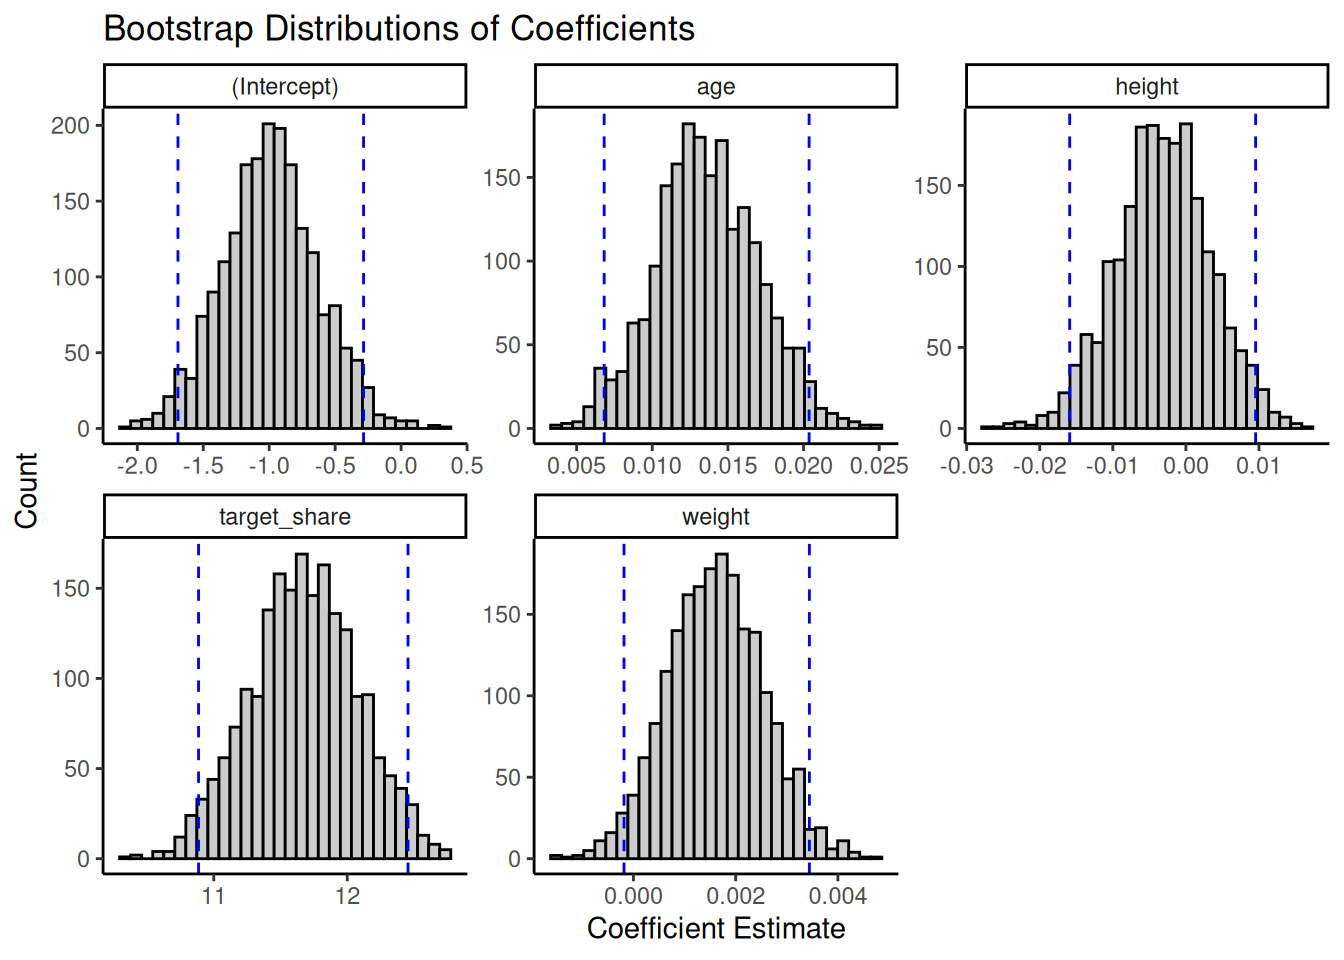 Bootstrap Distributions of Coefficients
(Intercept)
age
height
200
150
100
50
0
150
100
50
0
150
100
50
0
-2.0 -1.5 -1.0 -0.5 0.0 0.5
0.005 0.010 0.015 0.020 0.025
-0.03 -0.02 -0.01 0.00 0.01
Count
target_share
weight
150
100
50
0
150
100
50
0
11 12
0.000 0.002 0.004
Coefficient Estimate